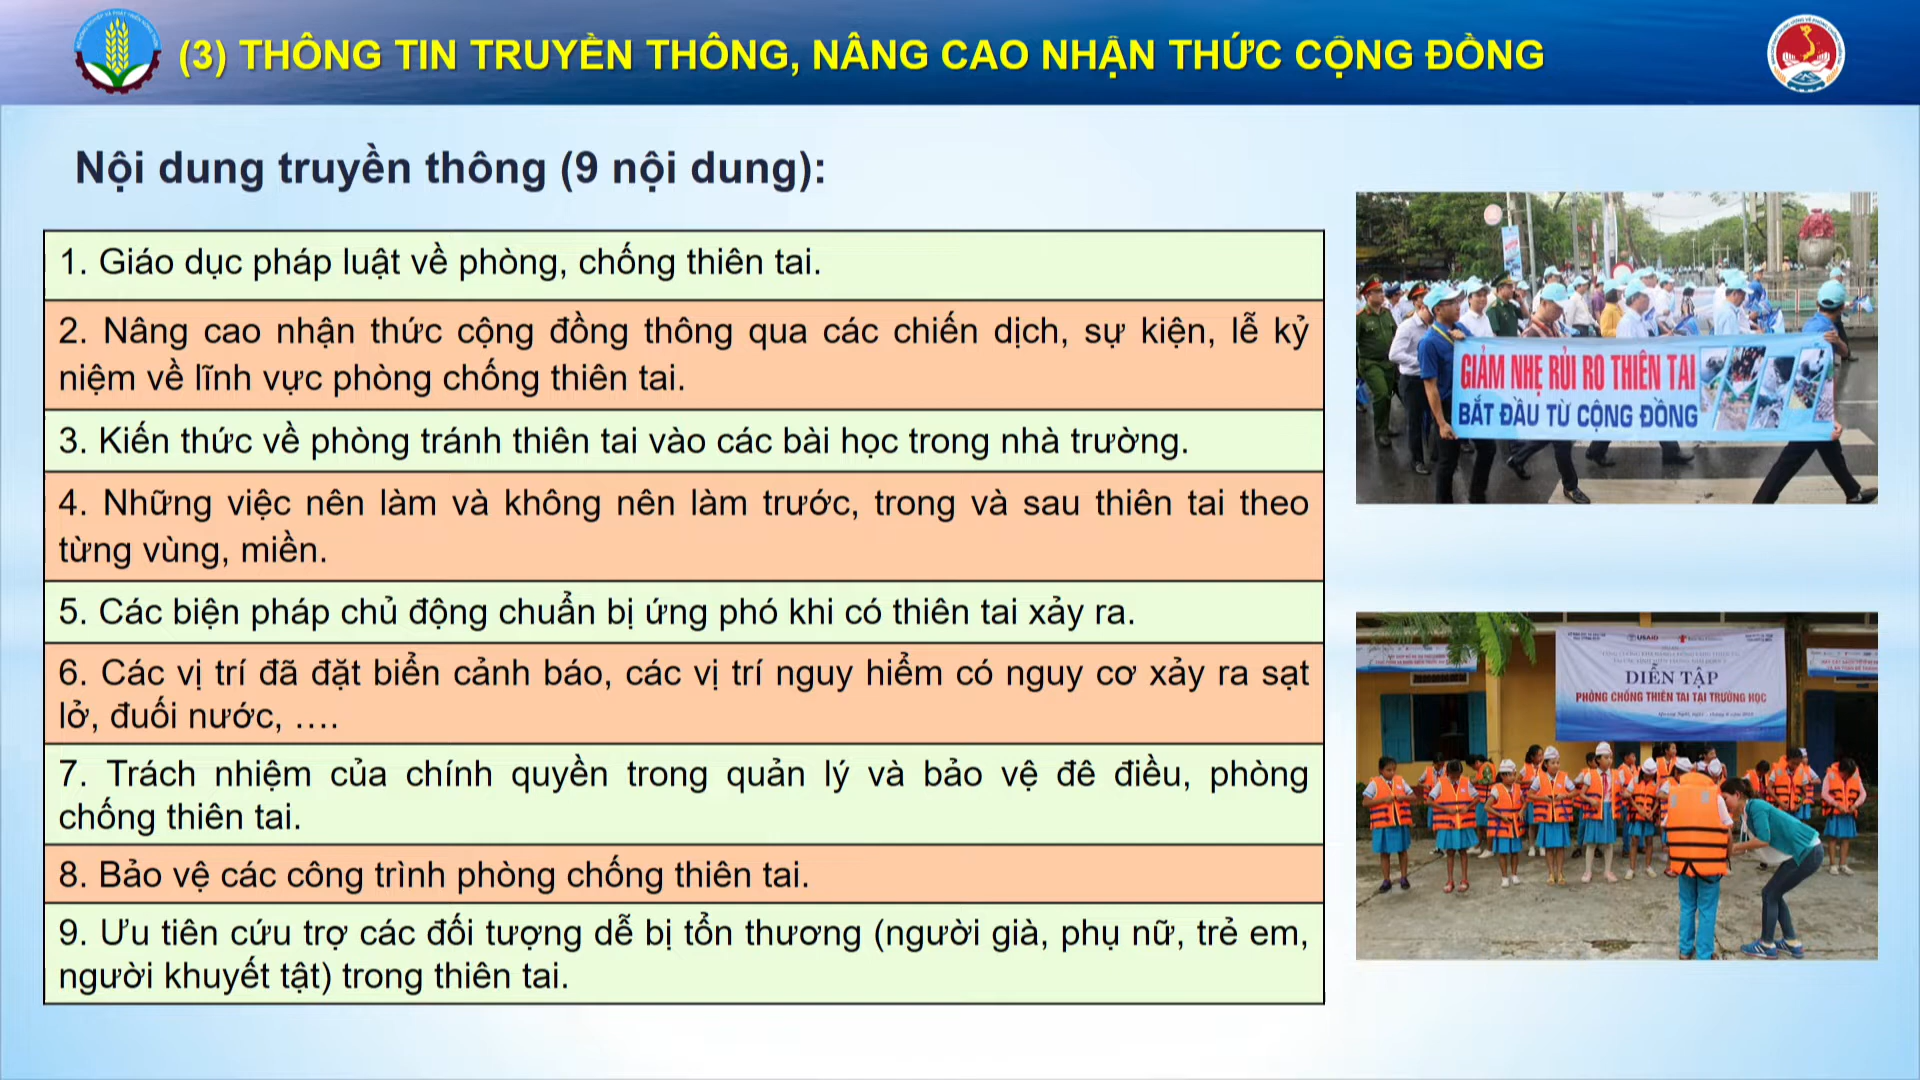 (3) THÔNG TIN TRUYỀN THÔNG, NÂNG CAO NHẬN THỨC CỘNG ĐỒNG
Nội dung truyền thông (9 nội dung):
1. Giáo dục pháp luật về phòng, chống thiên tai.
2. Nâng cao nhận thức cộng đồng thông qua các chiến dịch, sự kiện, lễ kỷ
niệm về lĩnh vực phòng chống thiên tai.
3. Kiến thức về phòng tránh thiên tai vào các bài học trong nhà trường.
4. Những việc nên làm và không nên làm trước, trong và sau thiên tai theo
từng vùng, miền.
5. Các biện pháp chủ động chuẩn bị ứng phó khi có thiên tai xảy ra.
6. Các vị trí đã đặt biển cảnh báo, các vị trí nguy hiểm có nguy cơ xảy ra sạt
lở, đuối nước, ….
7. Trách nhiệm của chính quyền trong quản lý và bảo vệ đê điều, phòng
chống thiên tai.
8. Bảo vệ các công trình phòng chống thiên tai.
9. Ưu tiên cứu trợ các đối tượng dễ bị tổn thương (người già, phụ nữ, trẻ em,
người khuyết tật) trong thiên tai.
GIẢM NHẸ RỦI RO THIÊN TAI
BẮT ĐẦU TỪ CỘNG ĐỒNG
USAID
DIỄN TẬP
PHÒNG CHỐNG THIÊN TAI TẠI TRƯỜNG HỌC